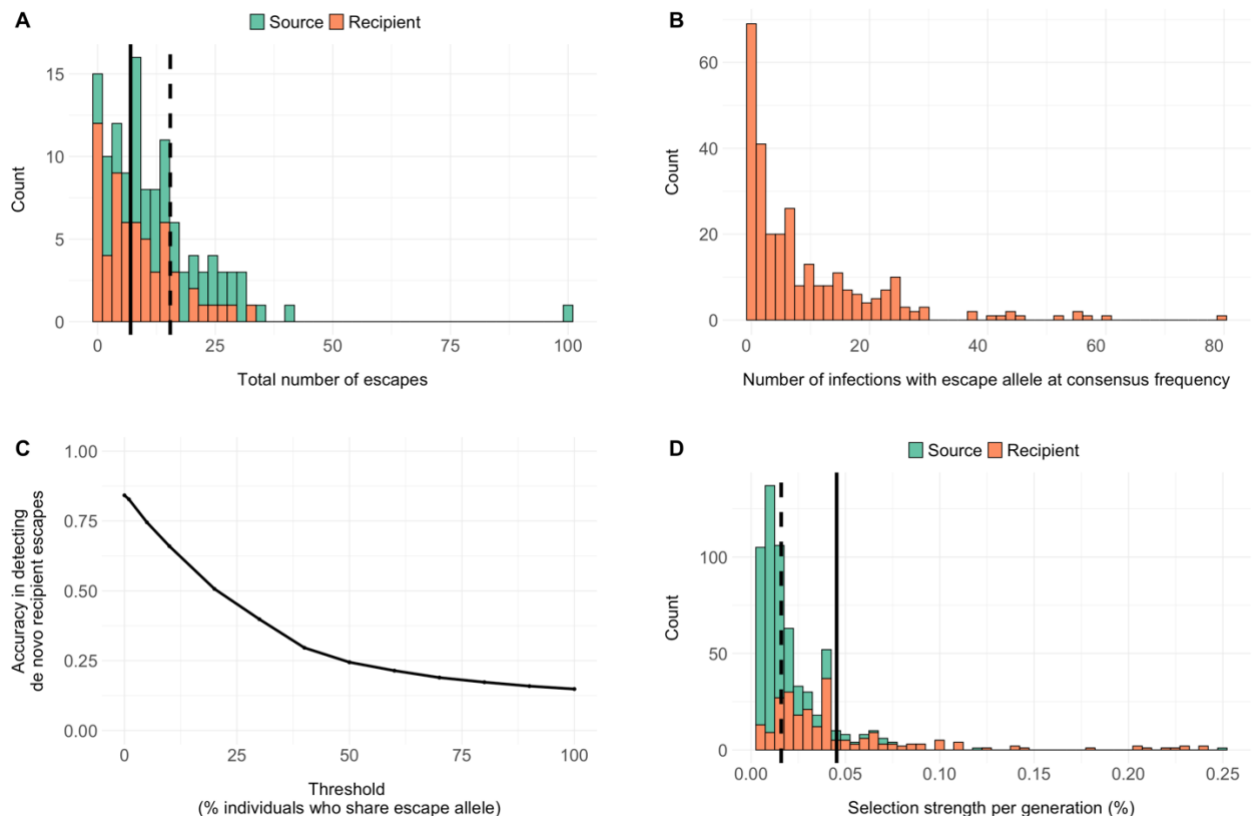 A
Source Recipient
15
10
5
0
Count
0 25 50 75 100
Total number of escapes
B
60
40
20
0
Count
0 20 40 60 80
Number of infections with escape allele at consensus frequency
C
1.00
0.75
0.50
0.25
0.00
Accuracy in detecting
de novo recipient escapes
0 25 50 75 100
Threshold
(% individuals who share escape allele)
D
Source Recipient
100
50
0
Count
0.00 0.05 0.10 0.15 0.20 0.25
Selection strength per generation (%)